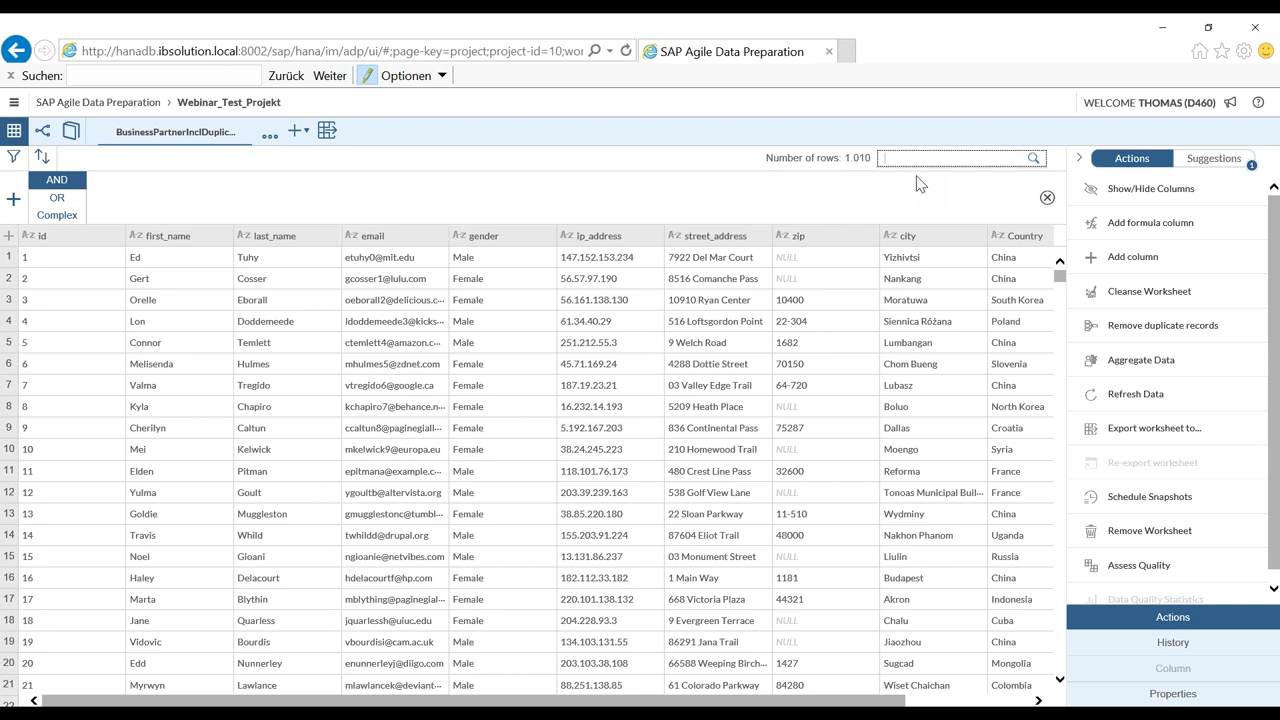 http://hanadb.ibsolution.local:8002/sap/hana/im/adp/ui/#;page-key=project;project-id=10;wor
SAP Agile Data Preparation
Suchen: Zurück Weiter Optionen
SAP Agile Data Preparation › Webinar_Test_Projekt WELCOME THOMAS (D460)
BusinessPartnerInclDuplic...
Number of rows: 1.010 Actions Suggestions 1
AND
OR
Complex
id first_name last_name email gender ip_address street_address zip city Country
1 1 Ed Tuhy etuhy0@mit.edu Male 147.152.153.234 7922 Del Mar Court NULL Yizhivtsi China
2 2 Gert Cosser gcosser1@lulu.com Female 56.57.97.190 8516 Comanche Pass NULL Nankang China
3 3 Orelle Eborall oeborall2@delicious.c... Female 56.161.138.130 10910 Ryan Center 10400 Moratuwa South Korea
4 4 Lon Doddemeede ldoddemeede3@kicks... Male 61.34.40.29 516 Loftsgordon Point 22-304 Siennica Różana Poland
5 5 Connor Temlett ctemlett4@amazon.c... Male 251.212.55.3 9 Welch Road 1682 Lumbangan China
6 6 Melisenda Hulmes mhulmes5@zdnet.com Female 45.71.169.24 4288 Dottie Street 70150 Chom Bueng Slovenia
7 7 Valma Tregido vtregido6@google.ca Female 187.19.23.21 03 Valley Edge Trail 64-720 Lubasz China
8 8 Kyla Chapiro kchapiro7@behance.n... Female 16.232.14.193 5209 Heath Place NULL Boluo North Korea
9 9 Cherilyn Caltun ccaltun8@paginegiall... Female 5.192.167.203 836 Continental Pass 75287 Dallas Croatia
10 10 Mei Kelwick mkelwick9@europa.eu Female 38.24.245.223 210 Homewood Trail NULL Moengo Syria
11 11 Elden Pitman epitmana@example.c... Male 118.101.76.173 480 Crest Line Pass 32600 Reforma France
12 12 Yulma Goult ygoultb@altervista.org Male 203.39.239.163 538 Golf View Lane NULL Tonoas Municipal Buil... France
13 13 Goldie Muggleston gmugglestonc@tumbl... Female 38.85.220.180 22 Sloan Parkway 11-510 Wydminy China
14 14 Travis Whild twhildd@drupal.org Male 155.203.91.224 87604 Eliot Trail 48000 Nakhon Phanom Uganda
15 15 Noel Gioani ngioanie@netvibes.com Male 13.131.86.237 03 Monument Street NULL Liulin Russia
16 16 Haley Delacourt hdelacourtf@hp.com Female 182.112.33.182 1 Main Way 1181 Budapest China
17 17 Marta Blythin mblything@paginegial... Female 220.101.138.132 668 Victoria Plaza 44321 Akron Indonesia
18 18 Jane Quarless jquarlessh@uiuc.edu Female 204.228.93.3 9 Evergreen Terrace NULL Chalu Cuba
19 19 Vidovic Bourdis vbourdisi@cam.ac.uk Male 134.103.131.55 86291 Jana Trail NULL Jiaozhou China
20 20 Edd Nunnerley enunnerleyj@diigo.com Male 203.103.38.108 66588 Weeping Birch... 1427 Sugcad Mongolia
21 21 Myrwyn Lawlance mlawlancek@deviant... Male 88.251.138.85 61 Colorado Parkway 84280 Wiset Chaichan Colombia
22
Show/Hide Columns
Add formula column
Add column
Cleanse Worksheet
Remove duplicate records
Aggregate Data
Refresh Data
Export worksheet to...
Re-export worksheet
Schedule Snapshots
Remove Worksheet
Assess Quality
Data Quality Statistics
Actions
History
Column
Properties